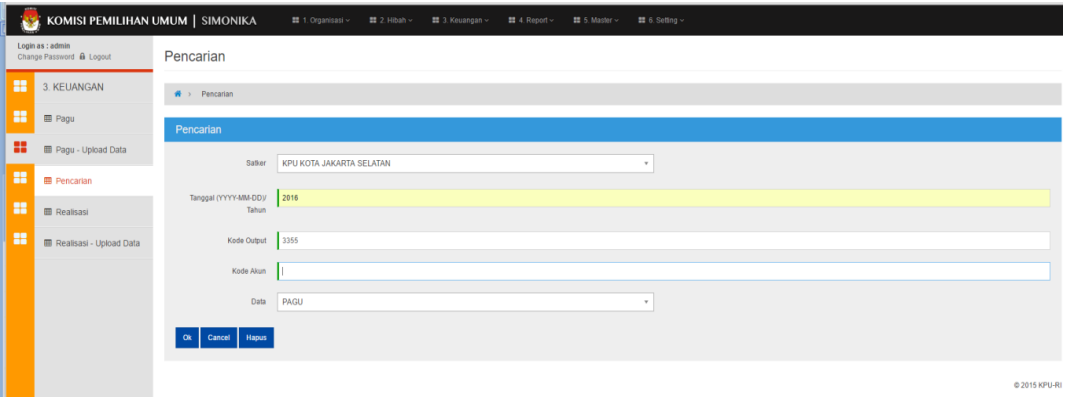 KOMISI PEMILIHAN UMUM | SIMONIKA
1. Organisasi
2. Hibah
3. Keuangan
4. Report
5. Master
6. Setting
Login as : admin
Change Password Logout
Pencarian
3. KEUANGAN
Pagu
Pagu - Upload Data
Pencarian
Realisasi
Realisasi - Upload Data
Pencarian
Pencarian
Satker KPU KOTA JAKARTA SELATAN
Tanggal (YYYY-MM-DD)/ 2016
Tahun
Kode Output 3355
Kode Akun
Data PAGU
Ok Cancel Hapus
© 2015 KPU-RI